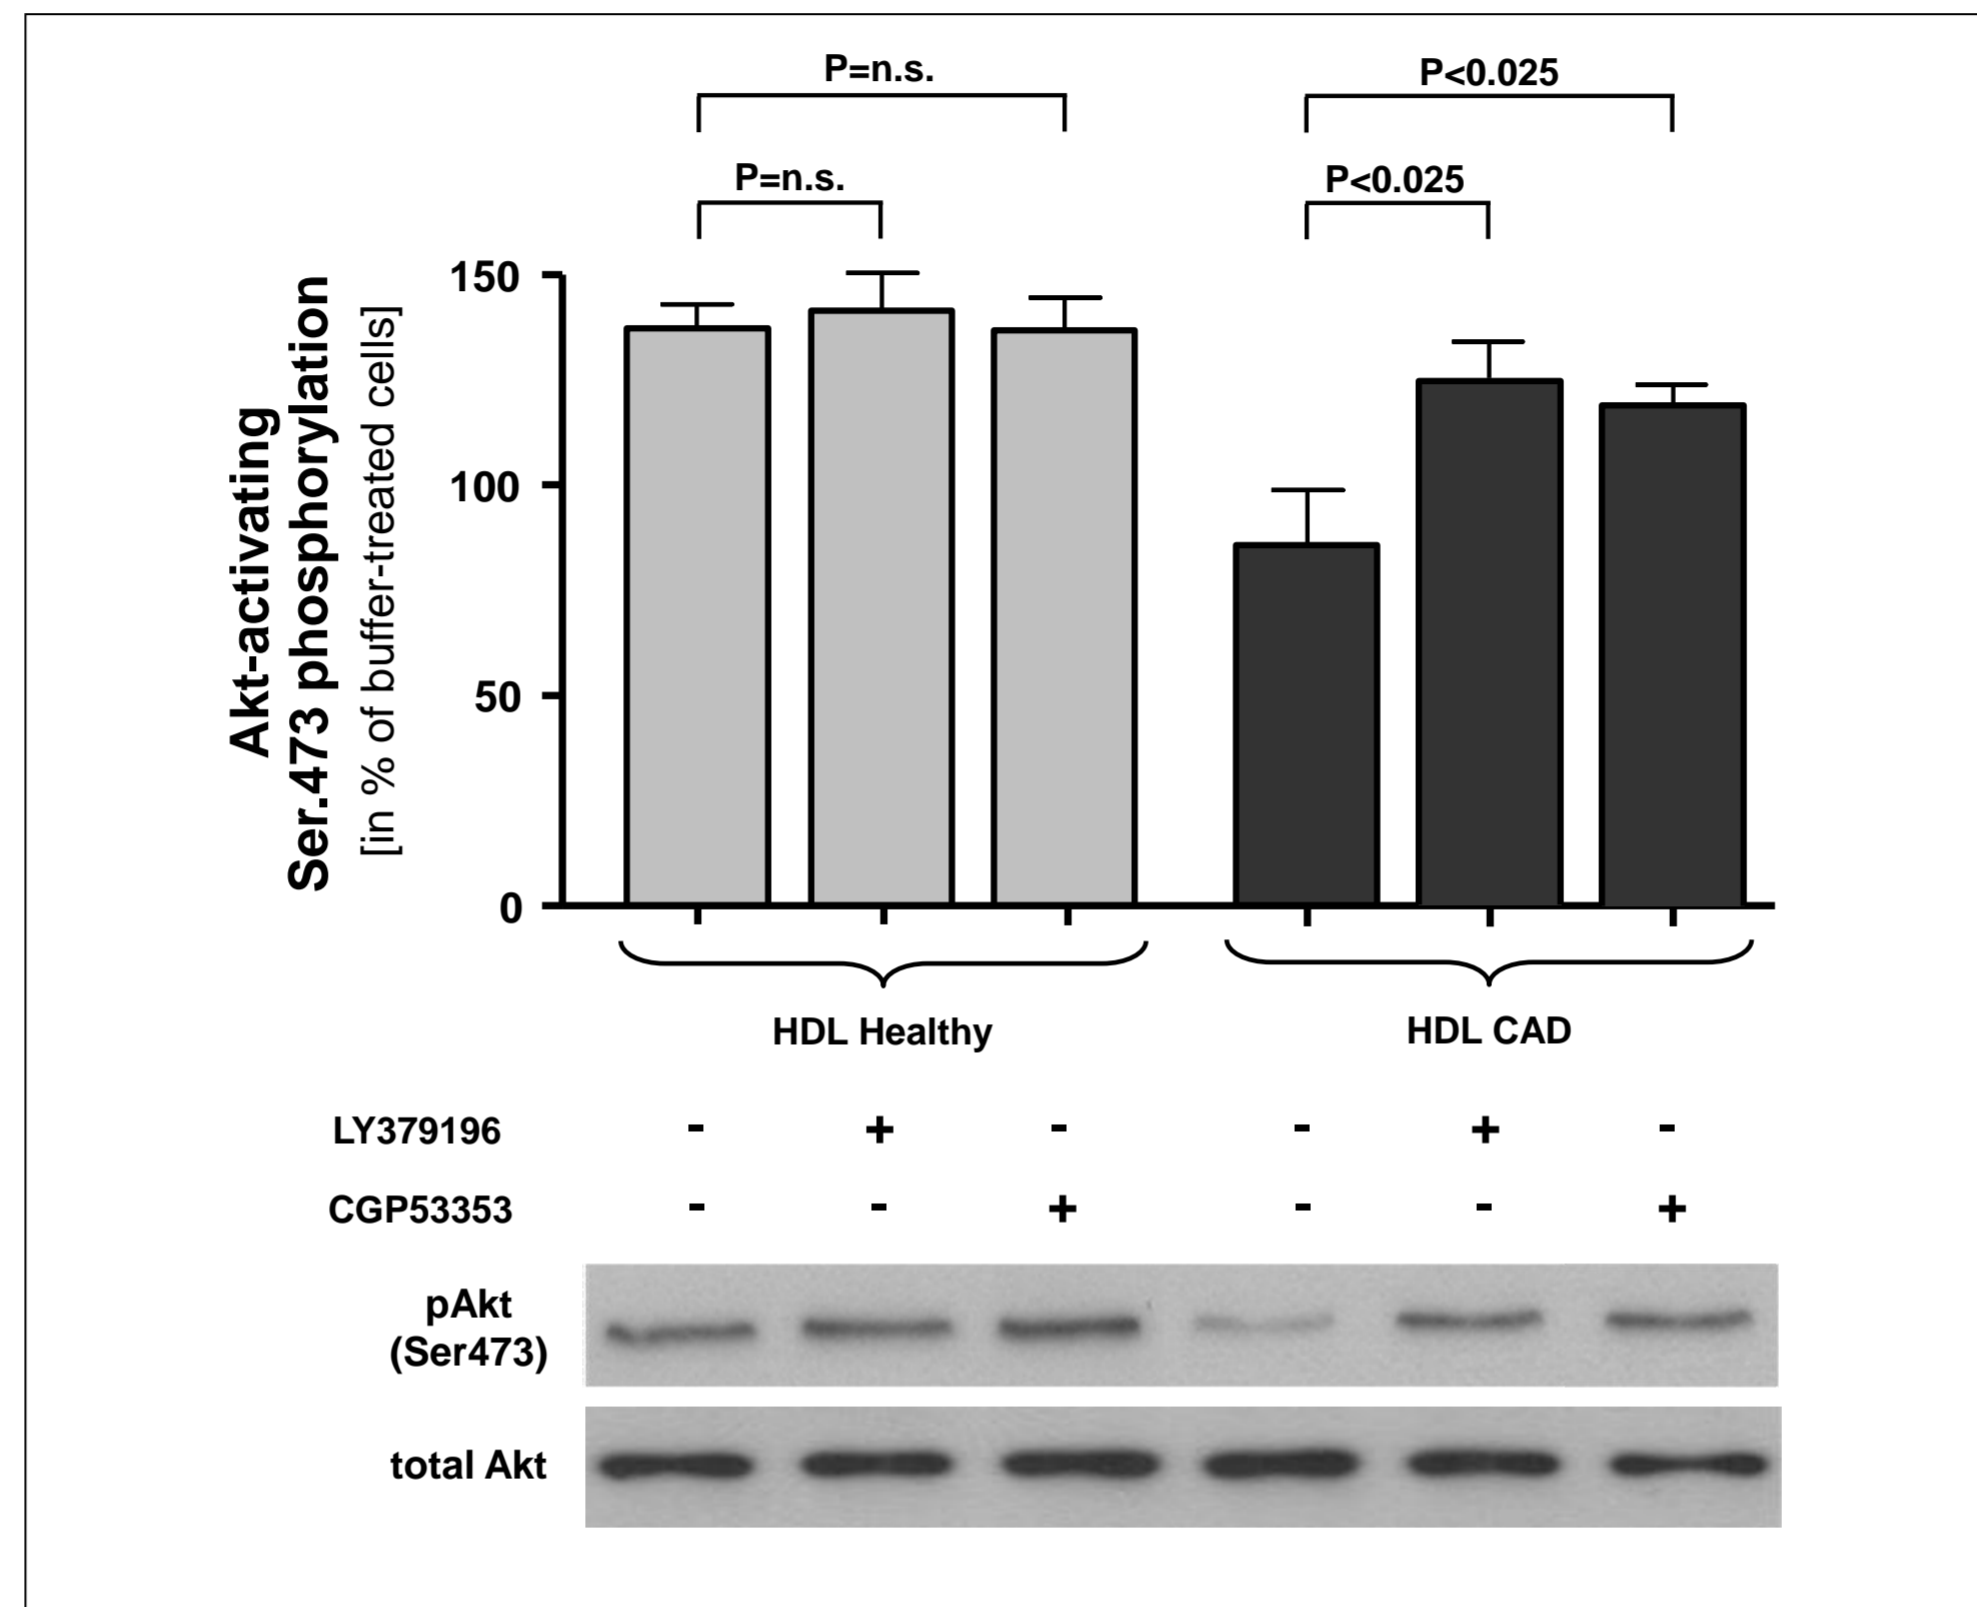 P=n.s.
P<0.025
P=n.s.
P<0.025
Akt-activating
Ser.473 phosphorylation
[in % of buffer-treated cells]
150
100
50
0
HDL Healthy
HDL CAD
LY379196 - + - - + -
CGP53353 - - + - - +
pAkt
(Ser473)
total Akt